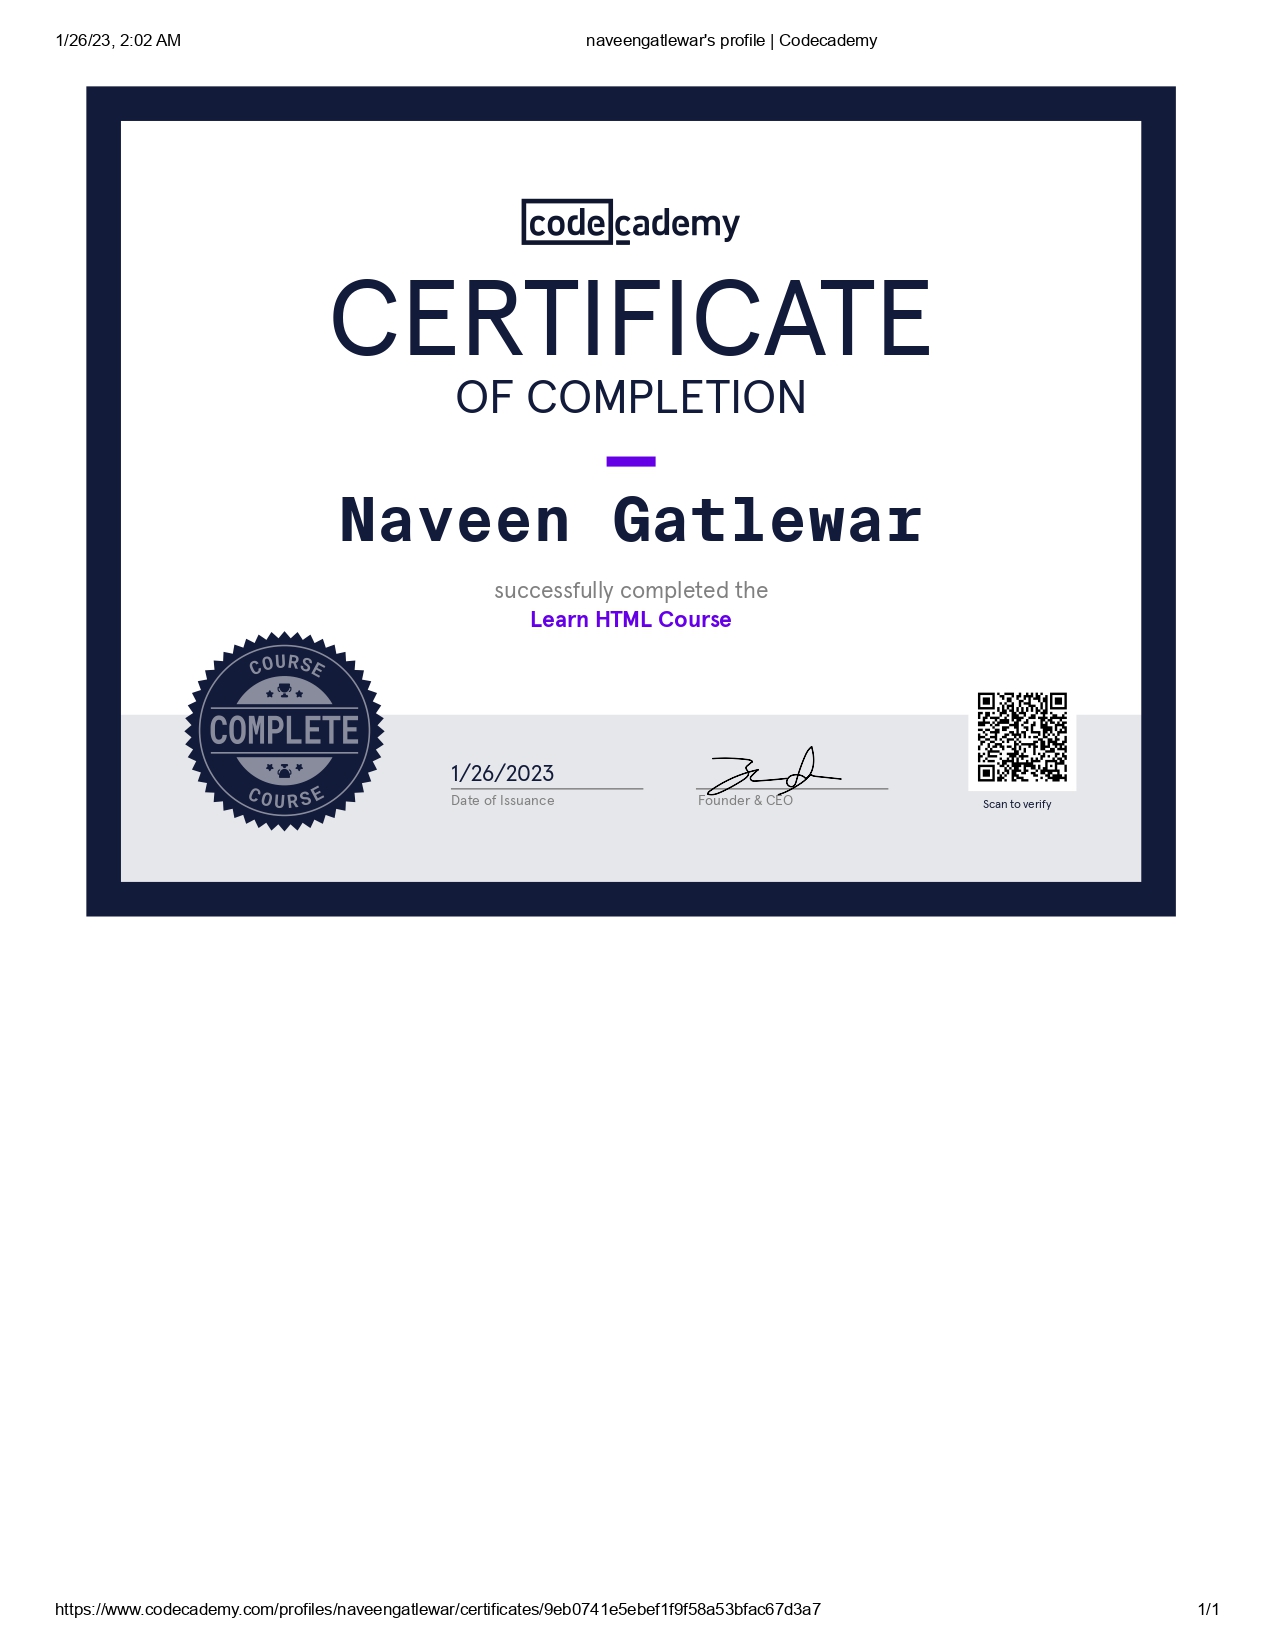 1/26/23, 2:02 AM
naveengatlewar's profile | Codecademy
codecademy
CERTIFICATE
OF COMPLETION
Naveen Gatlewar
successfully completed the
Learn HTML Course
COURSE
COMPLETE
COURSE
1/26/2023
Date of Issuance
Founder & CEO
Scan to verify
https://www.codecademy.com/profiles/naveengatlewar/certificates/9eb0741e5ebef1f9f58a53bfac67d3a7
1/1